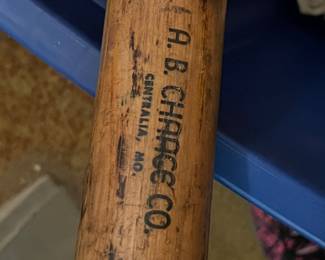 A. B. CHANCE CO.
CENTRALIA, MO.